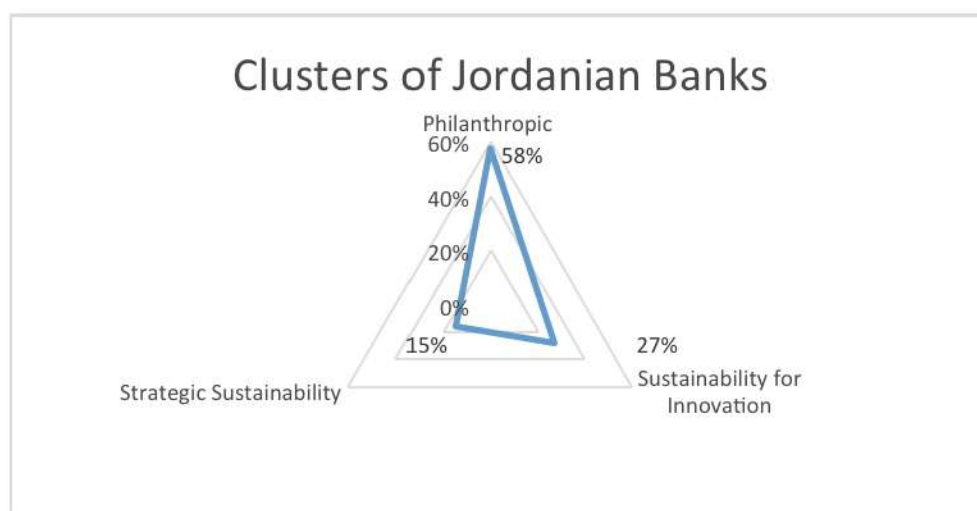 Clusters of Jordanian Banks
Philanthropic
60%
58%
40%
20%
0%
15%
27%
Strategic Sustainability
Sustainability for
Innovation